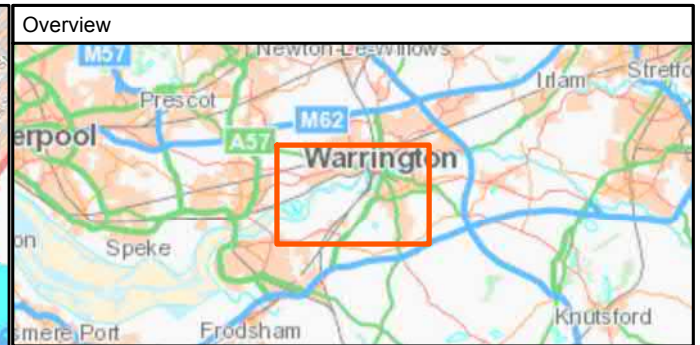 Overview
Newton-Le-Willows
M57
Irlam
Stretfo
Prescot
M62
erpool
A57
Warrington
on
Speke
Knutsford
smere Port
Frodsham